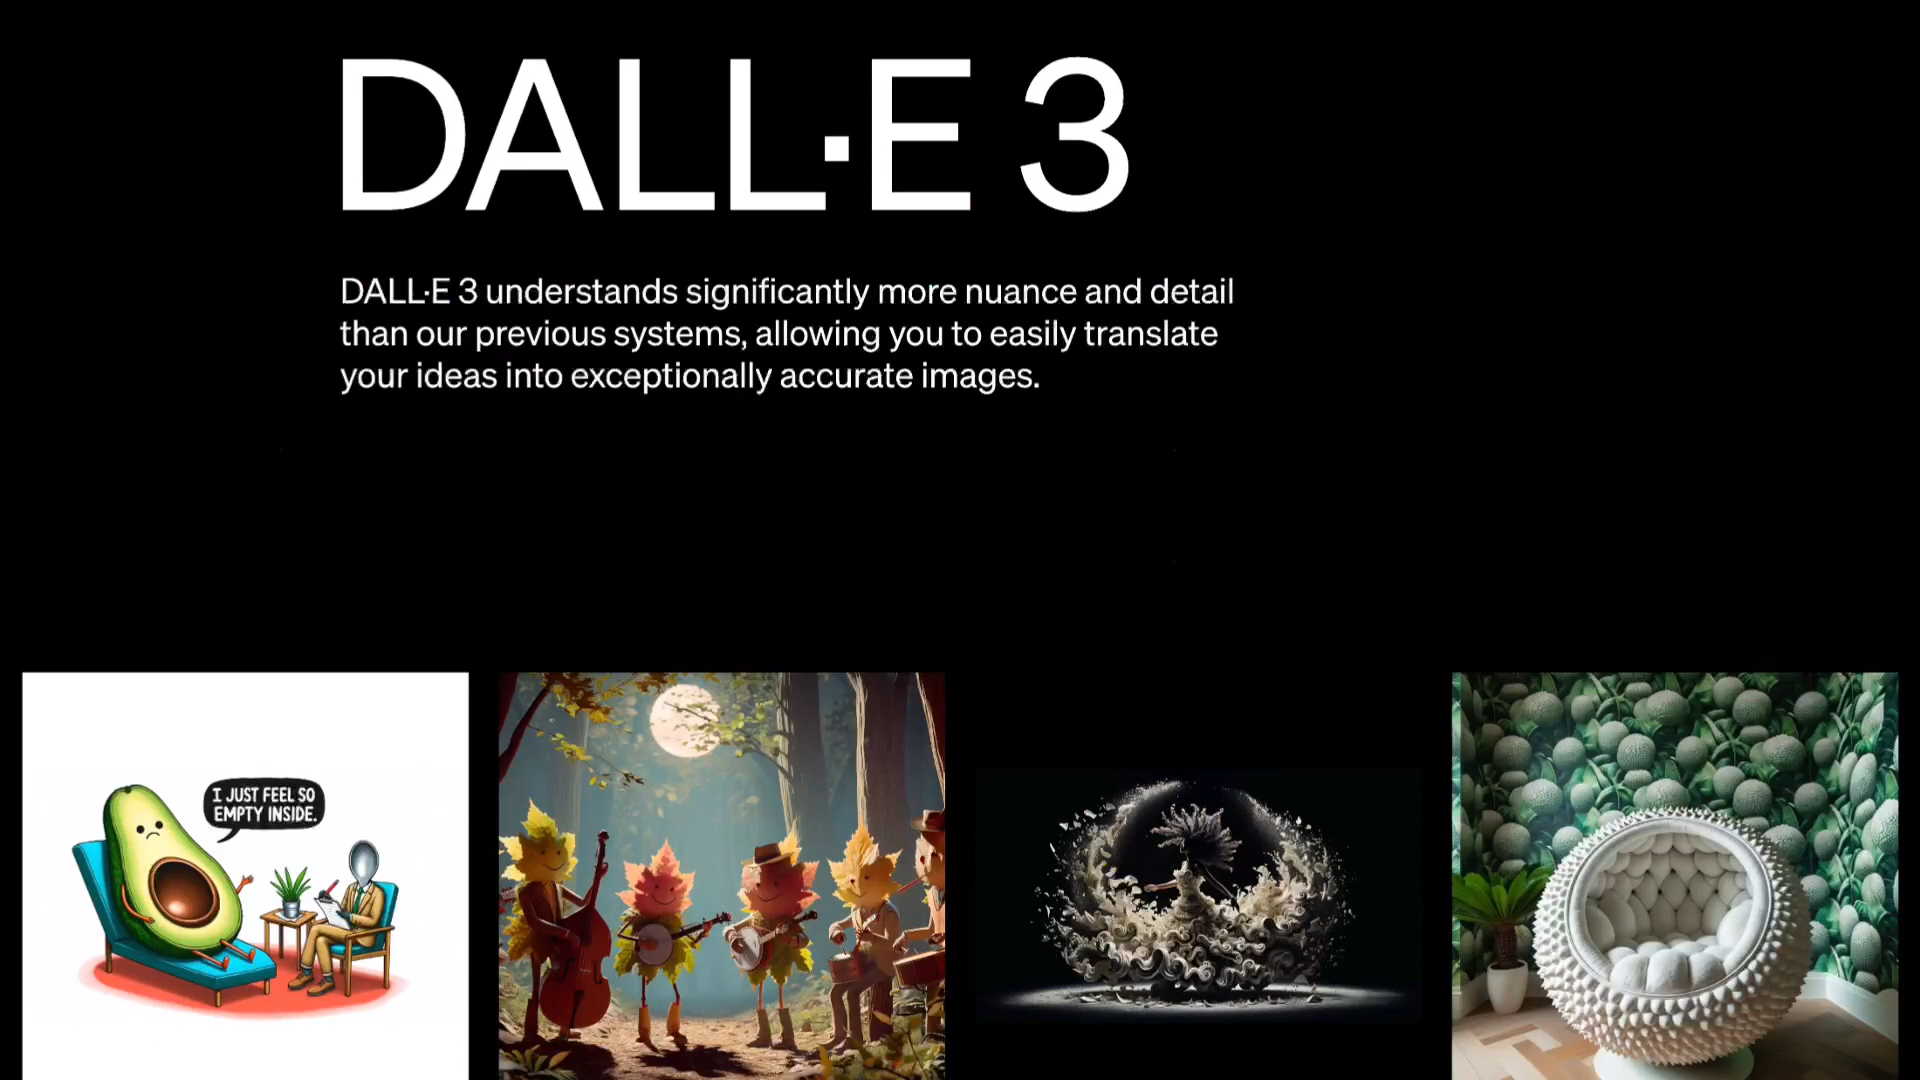 DALL·E 3
DALL·E 3 understands significantly more nuance and detail
than our previous systems, allowing you to easily translate
your ideas into exceptionally accurate images.
I JUST FEEL SO
EMPTY INSIDE.